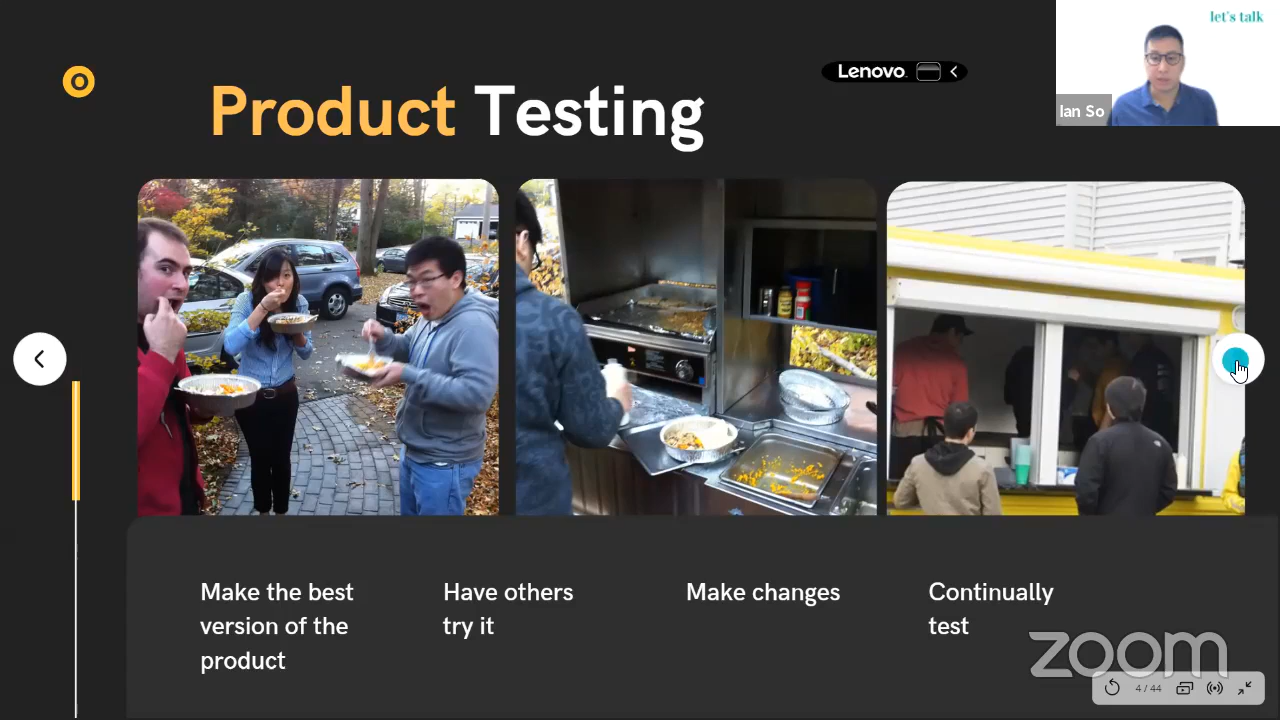 let's talk
Lenovo
Ian So
Product Testing
Make the best
version of the
product
Have others
try it
Make changes
Continually
test
zoom
4 / 44